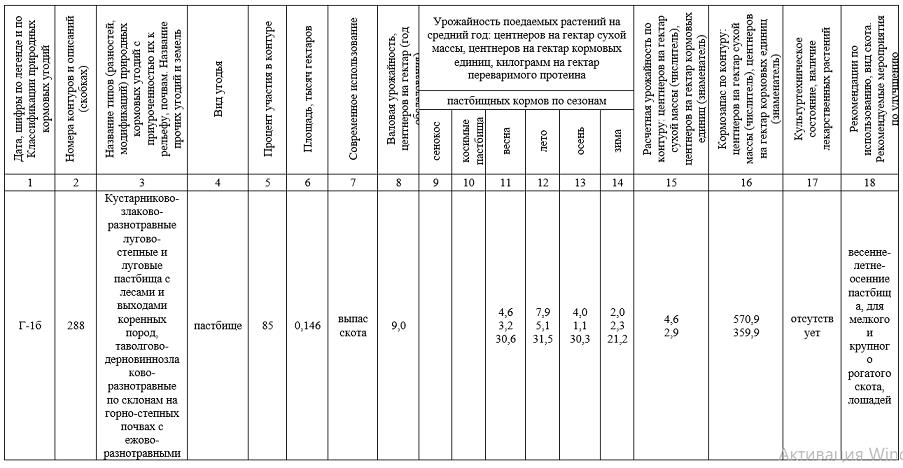 Дата, шифры по легенде и по
Классификации природных
кормовых угодий
Номера контуров и описаний
(скобках)
Название типов (разностей,
модификаций) природных
кормовых угодий с
приуроченностью их к
рельефу, почвам. Название
прочих угодий и земель
Вид угодья
Процент участия в контуре
Площадь, тысяч гектаров
Современное использование
Валовая урожайность,
центнеров на гектар (год
Урожайность поедаемых растений на
средний год: центнеров на гектар сухой
массы, центнеров на гектар кормовых
единиц, килограмм на гектар
переваримого протеина
пастбищных кормов по сезонам
сенокос
косимые
пастбища
весна
лето
осень
зима
Расчетная урожайность по
контуру: центнеров на гектар
сухой массы (числитель),
центнеров на гектар кормовых
единиц (знаменатель)
Кормозапас по контуру:
центнеров на гектар сухой
массы (числитель), центнеров
на гектар кормовых единиц
(знаменатель)
Культуртехническое
состояние, наличие
лекарственных растений
Рекомендации по
использованию, вид скота.
Рекомендуемые мероприятия
по улучшению
1 2 3 4 5 6 7 8 9 10 11 12 13 14 15 16 17 18
Г-1б
288
Кустарниково-
злаково-
разнотравные
лугово-
степные и
луговые
пастбища с
лесами и
выходами
коренных
пород,
таволгово-
дерновиннозла
ково-
разнотравные
по склонам на
горно-степных
почвах с
ежово-
разнотравными
пастбище
85
0,146
выпас
скота
9,0
4,6
3,2
30,6
7,9
5,1
31,5
4,0
1,1
30,3
2,0
2,3
21,2
4,6
2,9
570,9
359,9
отсутств
ует
весенне-
летне-
осенние
пастбищ
а, для
мелкого
и
крупног
о
рогатого
скота,
лошадей
Активация Wind